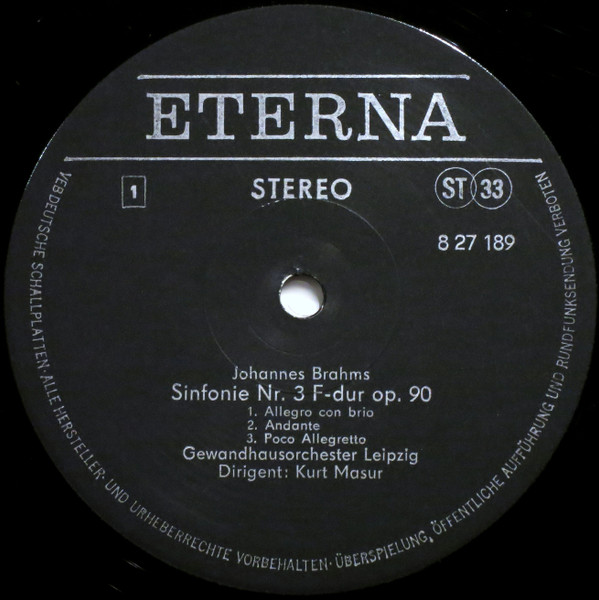 ETERNA
1
STEREO
ST 33
8 27 189
Johannes Brahms
Sinfonie Nr. 3 F-dur op. 90
1. Allegro con brio
2. Andante
3. Poco Allegretto
Gewandhausorchester Leipzig
Dirigent: Kurt Masur
VEB DEUTSCHE SCHALLPLATTEN · ALLE HERSTELLER- UND URHEBERRECHTE VORBEHALTEN · ÜBERSPIELUNG, ÖFFENTLICHE AUFFÜHRUNG UND RUNDFUNKSENDUNG VERBOTEN